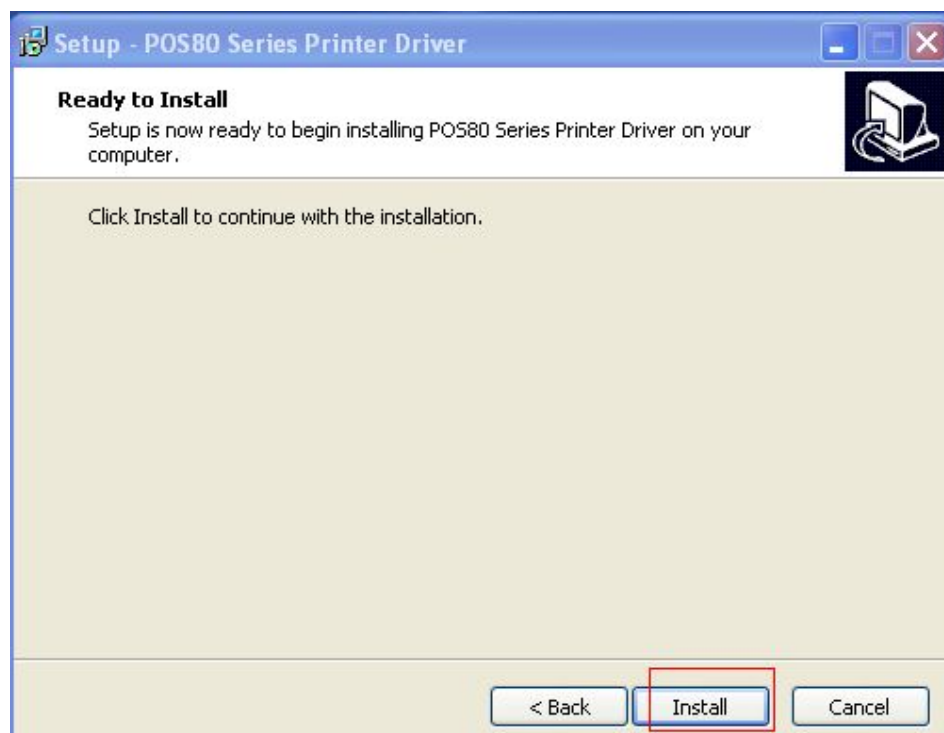 Setup - POS80 Series Printer Driver
Ready to Install
Setup is now ready to begin installing POS80 Series Printer Driver on your
computer.
Click Install to continue with the installation.
< Back
Install
Cancel